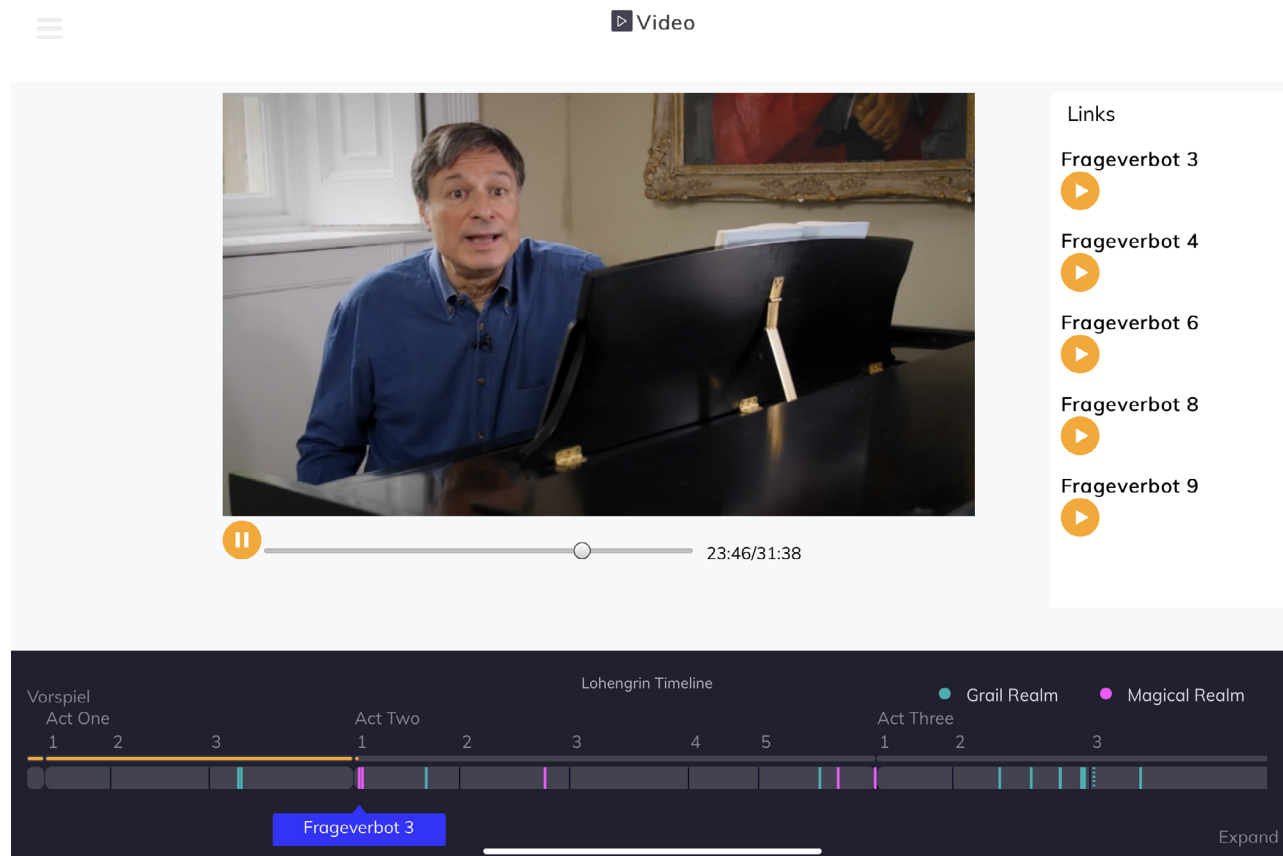 Video
Links
Frageverbot 3
Frageverbot 4
Frageverbot 6
Frageverbot 8
Frageverbot 9
23:46/31:38
Lohengrin Timeline
Grail Realm
Magical Realm
Vorspiel
Act One
Act Two
Act Three
1 2 3 1 2 3 4 5 1 2 3
Frageverbot 3
Expand